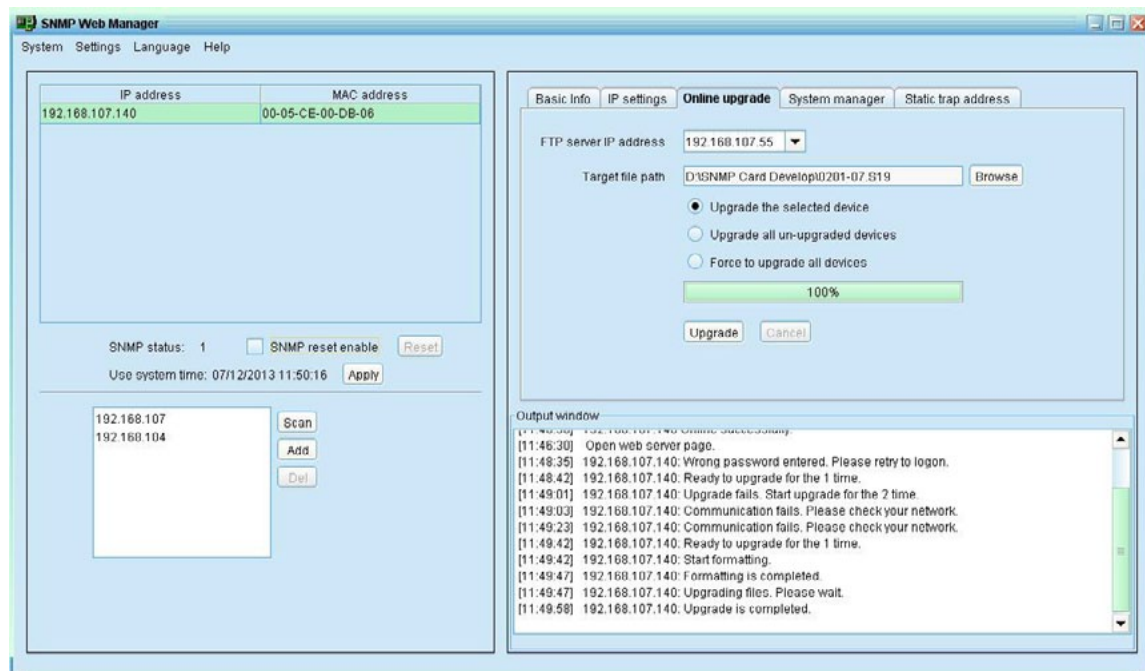 SNMP Web Manager
System Settings Language Help
IP address MAC address
192.168.107.140 00-05-CE-00-DB-06
SNMP status: 1 SNMP reset enable Reset
Use system time: 07/12/2013 11:50:16 Apply
192.168.107
192.168.104
Scan
Add
Del
Basic Info IP settings Online upgrade System manager Static trap address
FTP server IP address 192.168.107.55
Target file path D:\SNMP Card Develop\0201-07.S19 Browse
Upgrade the selected device
Upgrade all un-upgraded devices
Force to upgrade all devices
100%
Upgrade Cancel
Output window
192.168.107.140 Online Successfully.
[11:46:30] Open web server page.
[11:48:35] 192.168.107.140: Wrong password entered. Please retry to logon.
[11:48:42] 192.168.107.140: Ready to upgrade for the 1 time.
[11:49:01] 192.168.107.140: Upgrade fails. Start upgrade for the 2 time.
[11:49:03] 192.168.107.140: Communication fails. Please check your network.
[11:49:23] 192.168.107.140: Communication fails. Please check your network.
[11:49:42] 192.168.107.140: Ready to upgrade for the 1 time.
[11:49:42] 192.168.107.140: Start formatting.
[11:49:47] 192.168.107.140: Formatting is completed.
[11:49:47] 192.168.107.140: Upgrading files. Please wait.
[11:49:58] 192.168.107.140: Upgrade is completed.